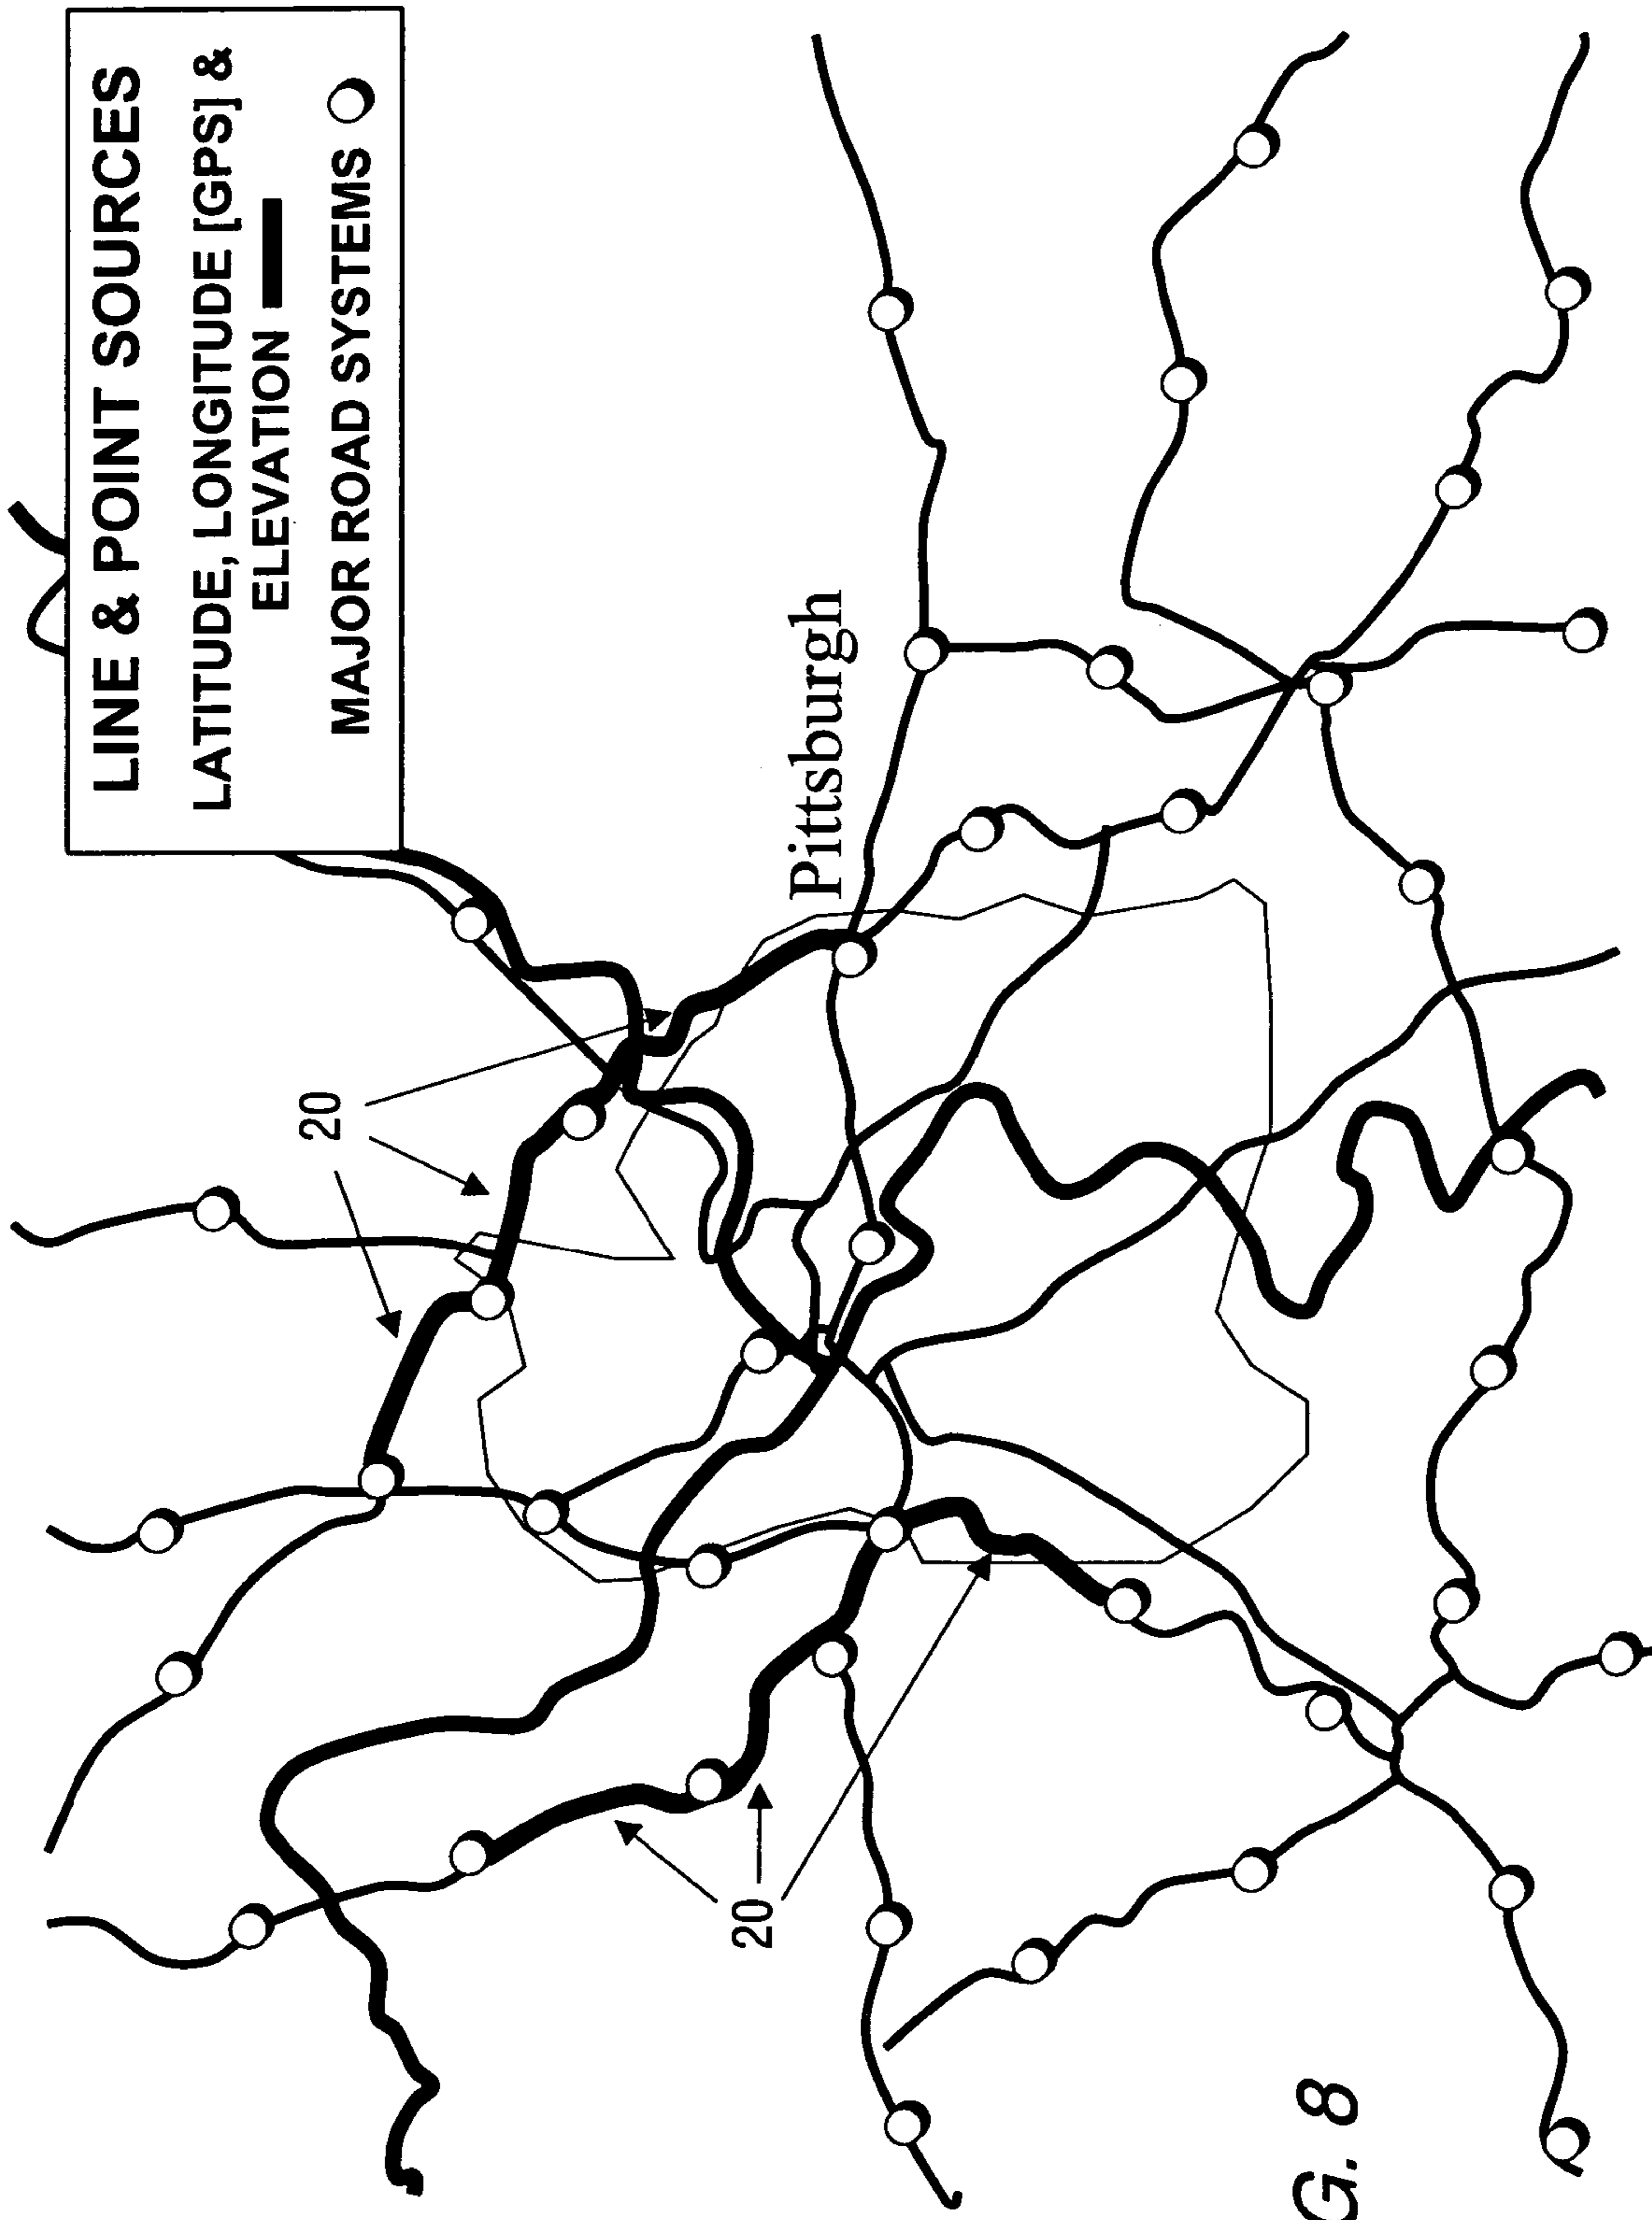 LINE & POINT SOURCES
LATITUDE, LONGITUDE [GPS] &
ELEVATION
MAJOR ROAD SYSTEMS
20
Pittsburgh
20
G. 8